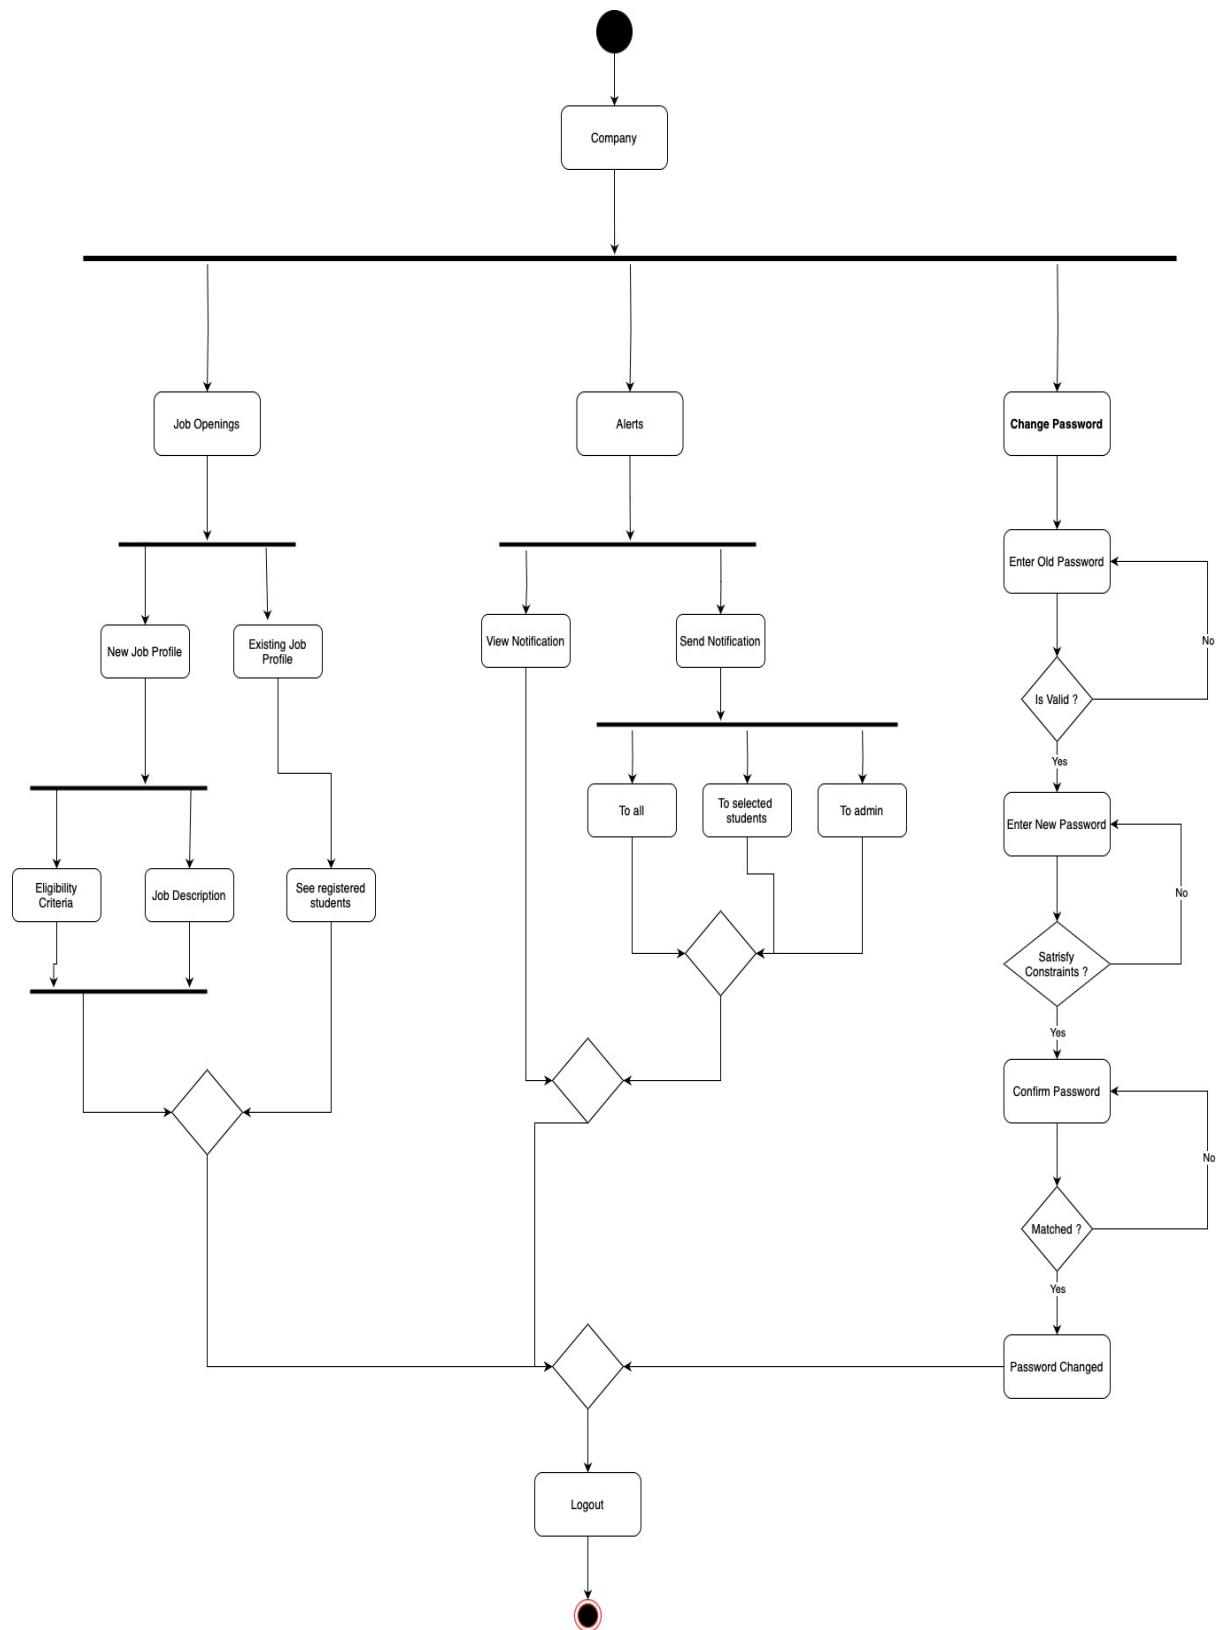 Company
Job Openings
Alerts
Change Password
Enter Old Password
No
New Job Profile
Existing Job
Profile
View Notification
Send Notification
Is Valid ?
Yes
To all
To selected
students
To admin
Enter New Password
No
Eligibility
Criteria
Job Description
See registered
students
Satrisfy
Constraints ?
Yes
Confirm Password
No
Matched ?
Yes
Password Changed
Logout